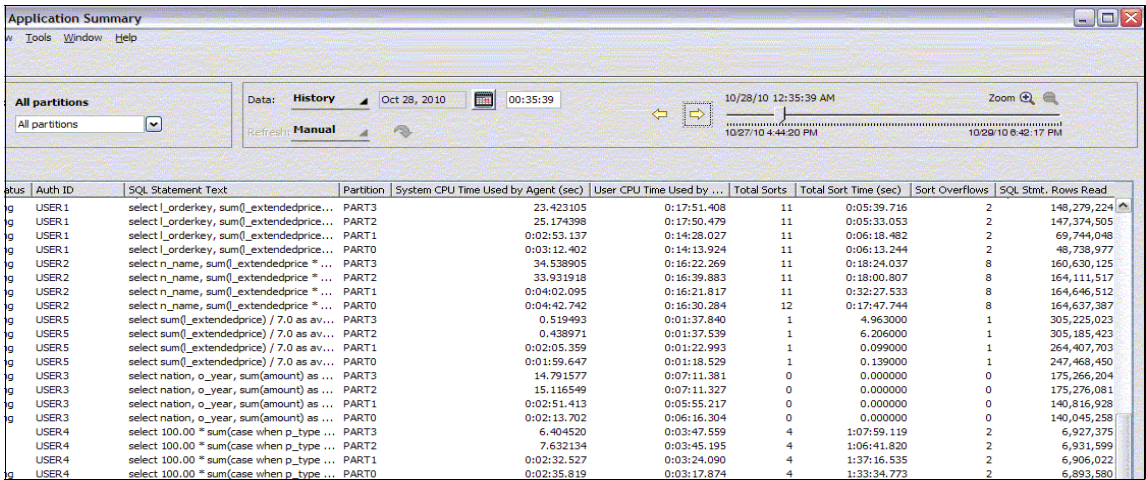 Application Summary
w Tools Window Help
All partitions
Data: History Oct 28, 2010 00:35:39
10/28/10 12:35:39 AM Zoom
All partitions
Refresh: Manual
10/27/10 4:44:20 PM 10/29/10 6:42:17 PM
atus Auth ID SQL Statement Text Partition System CPU Time Used by Agent (sec) User CPU Time Used by ... Total Sorts Total Sort Time (sec) Sort Overflows SQL Stmt. Rows Read
ng USER1 select l_orderkey, sum(l_extendedprice... PART3 23.423105 0:17:51.408 11 0:05:39.716 2 148,279,224
ng USER1 select l_orderkey, sum(l_extendedprice... PART2 25.174398 0:17:50.479 11 0:05:33.053 2 147,374,505
ng USER1 select l_orderkey, sum(l_extendedprice... PART1 0:02:53.137 0:14:28.027 11 0:06:18.482 2 69,744,048
ng USER1 select l_orderkey, sum(l_extendedprice... PART0 0:03:12.402 0:14:13.924 11 0:06:13.244 2 48,738,977
ng USER2 select n_name, sum(l_extendedprice * ... PART3 34.538905 0:16:22.269 11 0:18:24.037 8 160,630,125
ng USER2 select n_name, sum(l_extendedprice * ... PART2 33.931918 0:16:39.883 11 0:18:00.807 8 164,111,517
ng USER2 select n_name, sum(l_extendedprice * ... PART1 0:04:02.095 0:16:21.817 11 0:32:27.533 8 164,646,512
ng USER2 select n_name, sum(l_extendedprice * ... PART0 0:04:42.742 0:16:30.284 12 0:17:47.744 8 164,637,387
ng USER5 select sum(l_extendedprice) / 7.0 as av... PART3 0.519493 0:01:37.840 1 4.963000 1 305,225,023
ng USER5 select sum(l_extendedprice) / 7.0 as av... PART2 0.438971 0:01:37.539 1 6.206000 1 305,185,423
ng USER5 select sum(l_extendedprice) / 7.0 as av... PART1 0:02:05.359 0:01:22.993 1 0.099000 1 264,407,703
ng USER5 select sum(l_extendedprice) / 7.0 as av... PART0 0:01:59.647 0:01:18.529 1 0.139000 1 247,468,450
ng USER3 select nation, o_year, sum(amount) as ... PART3 14.791577 0:07:11.381 0 0.000000 0 175,266,204
ng USER3 select nation, o_year, sum(amount) as ... PART2 15.116549 0:07:11.327 0 0.000000 0 175,276,081
ng USER3 select nation, o_year, sum(amount) as ... PART1 0:02:51.413 0:05:55.217 0 0.000000 0 140,816,928
ng USER3 select nation, o_year, sum(amount) as ... PART0 0:02:13.702 0:06:16.304 0 0.000000 0 140,045,258
USER4 select 100.00 * sum(case when p_type ... PART3 6.404520 0:03:47.559 4 1:07:59.119 2 6,927,375
USER4 select 100.00 * sum(case when p_type ... PART2 7.632134 0:03:45.195 4 1:06:41.820 2 6,931,599
USER4 select 100.00 * sum(case when p_type ... PART1 0:02:32.527 0:03:24.090 4 1:37:16.535 2 6,906,022
ng USER4 select 100.00 * sum(case when p_type ... PART0 0:02:35.819 0:03:17.874 4 1:33:34.773 2 6,893,580